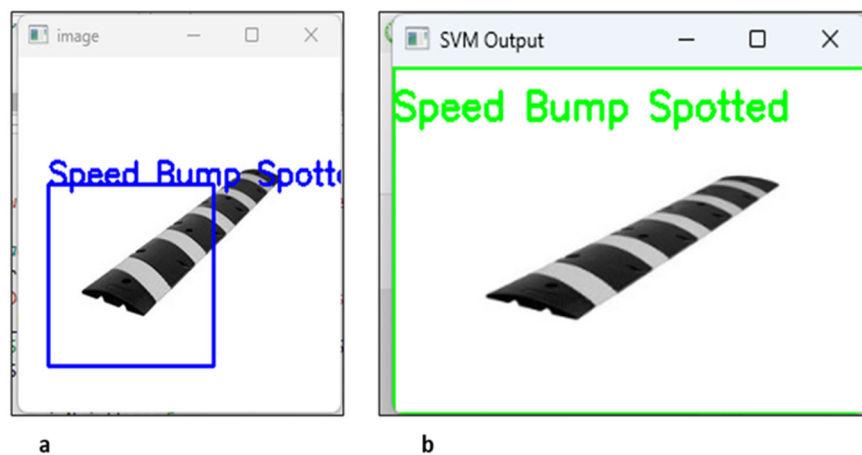 image
SVM Output
Speed Bump Spotte
Speed Bump Spotted
a
b